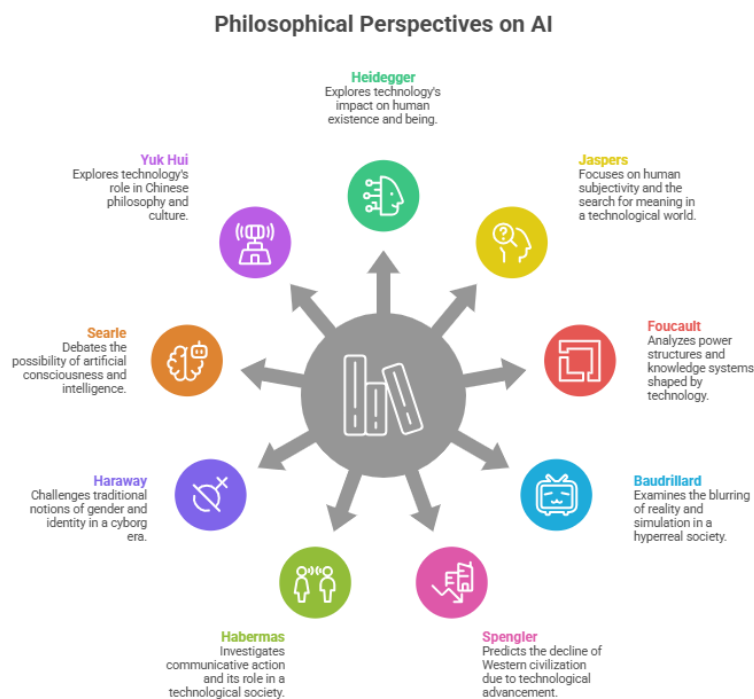 Philosophical Perspectives on AI
Heidegger
Explores technology's
impact on human
existence and being.
Jaspers
Focuses on human
subjectivity and the
search for meaning in
a technological world.
Foucault
Analyzes power
structures and
knowledge systems
shaped by
technology.
Baudrillard
Examines the blurring
of reality and
simulation in a
hyperreal society.
Spengler
Predicts the decline of
Western civilization
due to technological
advancement.
Habermas
Investigates
communicative action
and its role in a
technological society.
Haraway
Challenges traditional
notions of gender and
identity in a cyborg
era.
Searle
Debates the
possibility of artificial
consciousness and
intelligence.
Yuk Hui
Explores technology's
role in Chinese
philosophy and
culture.